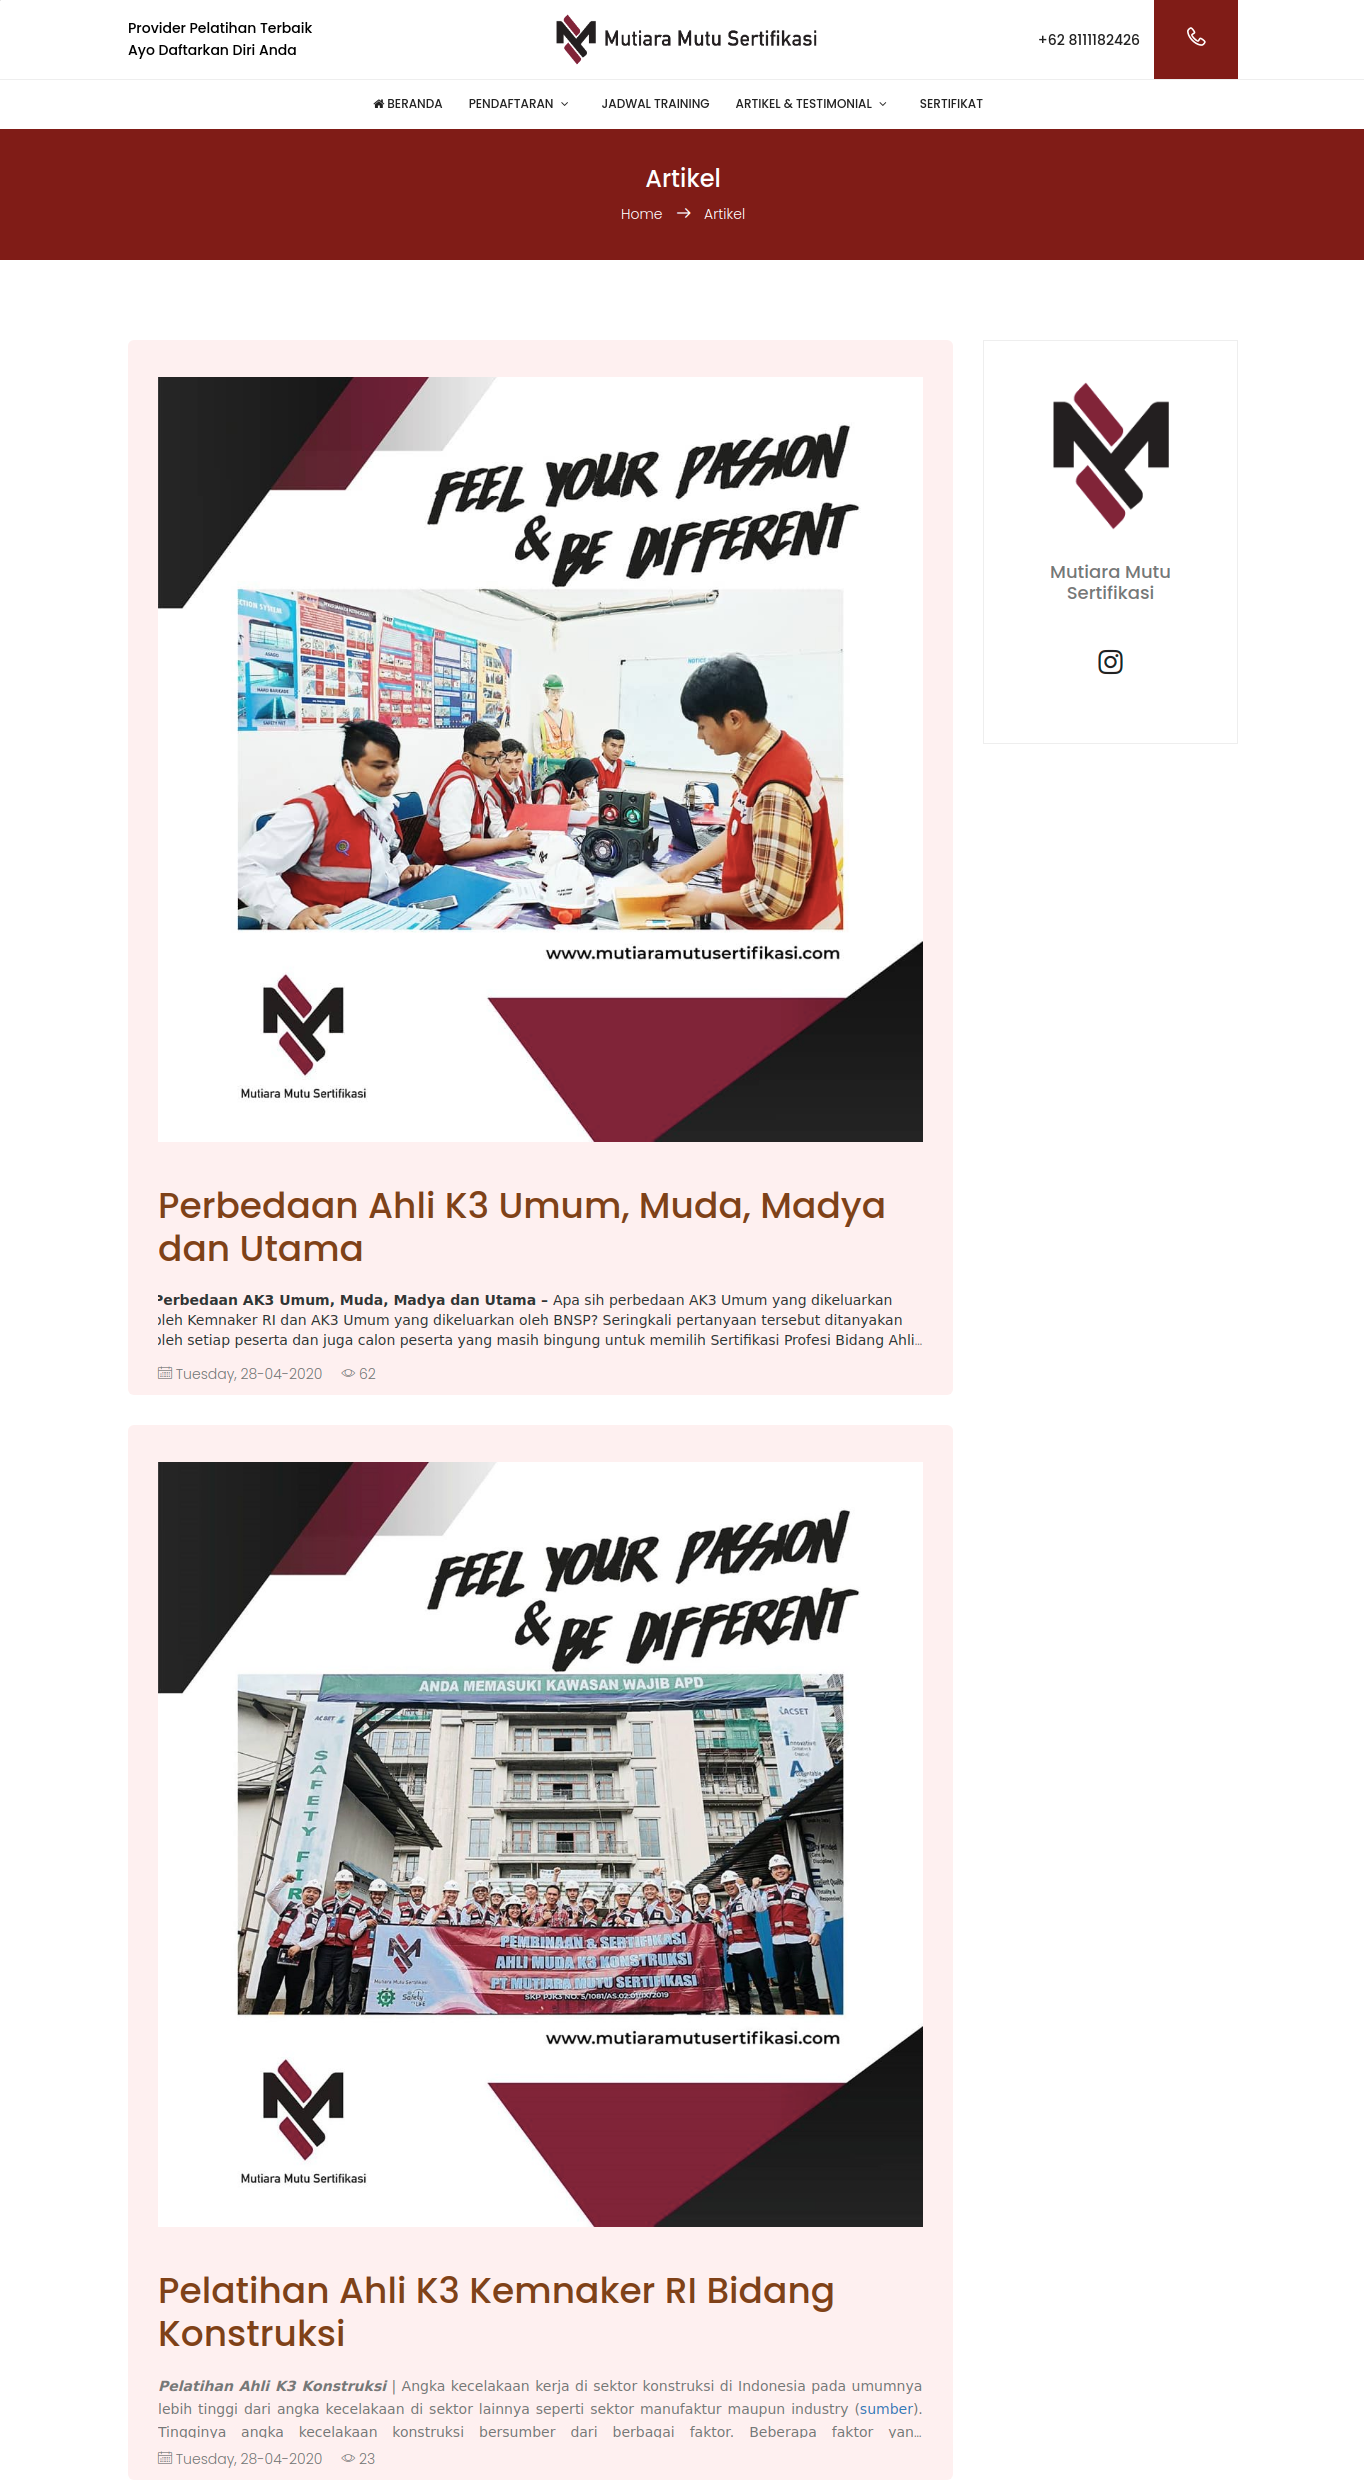 Provider Pelatihan Terbaik
Ayo Daftarkan Diri Anda
Mutiara Mutu Sertifikasi
+62 8111182426
BERANDA PENDAFTARAN JADWAL TRAINING ARTIKEL & TESTIMONIAL SERTIFIKAT
Artikel
Home → Artikel
FEEL YOUR PASSION
& BE DIFFERENT
SAFETY NET
www.mutiaramutusertifikasi.com
Mutiara Mutu Sertifikasi
Perbedaan Ahli K3 Umum, Muda, Madya
dan Utama
Perbedaan AK3 Umum, Muda, Madya dan Utama – Apa sih perbedaan AK3 Umum yang dikeluarkan
oleh Kemnaker RI dan AK3 Umum yang dikeluarkan oleh BNSP? Seringkali pertanyaan tersebut ditanyakan
oleh setiap peserta dan juga calon peserta yang masih bingung untuk memilih Sertifikasi Profesi Bidang Ahli...
Tuesday, 28-04-2020 62
Mutiara Mutu
Sertifikasi
FEEL YOUR PASSION
& BE DIFFERENT
ANDA MEMASUKI KAWASAN WAJIB APD
ACSET
ACSET
SAFETY FIR
Mutiara Mutu Sertifikasi
PEMBINAAN & SERTIFIKASI
AHLI MUDA K3 KONSTRUKSI
PT MUTIARA MUTU SERTIFIKASI
www.mutiaramutusertifikasi.com
Mutiara Mutu Sertifikasi
Pelatihan Ahli K3 Kemnaker RI Bidang
Konstruksi
Pelatihan Ahli K3 Konstruksi | Angka kecelakaan kerja di sektor konstruksi di Indonesia pada umumnya
lebih tinggi dari angka kecelakaan di sektor lainnya seperti sektor manufaktur maupun industry (sumber).
Tingginya angka kecelakaan konstruksi bersumber dari berbagai faktor. Beberapa faktor yan...
Tuesday, 28-04-2020 23